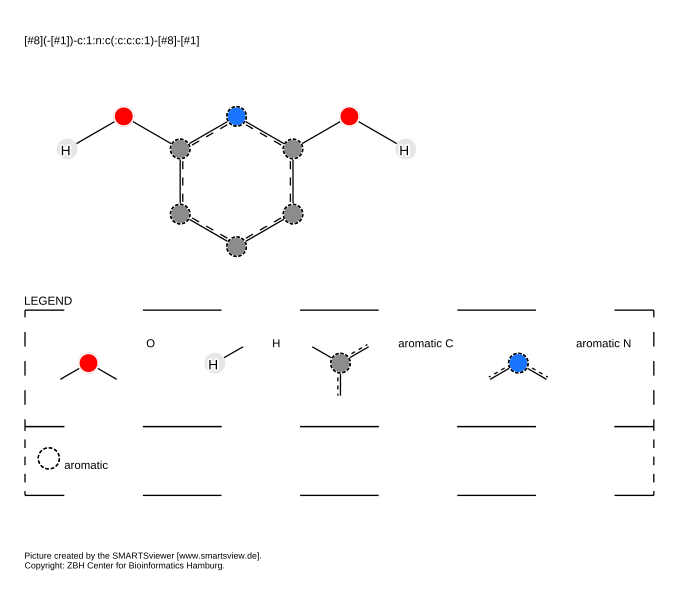 [#8](-[#1])-c:1:n:c(:c:c:c:1)-[#8]-[#1]
H H
LEGEND
O H aromatic C aromatic N
H
aromatic
Picture created by the SMARTSviewer [www.smartsview.de].
Copyright: ZBH Center for Bioinformatics Hamburg.